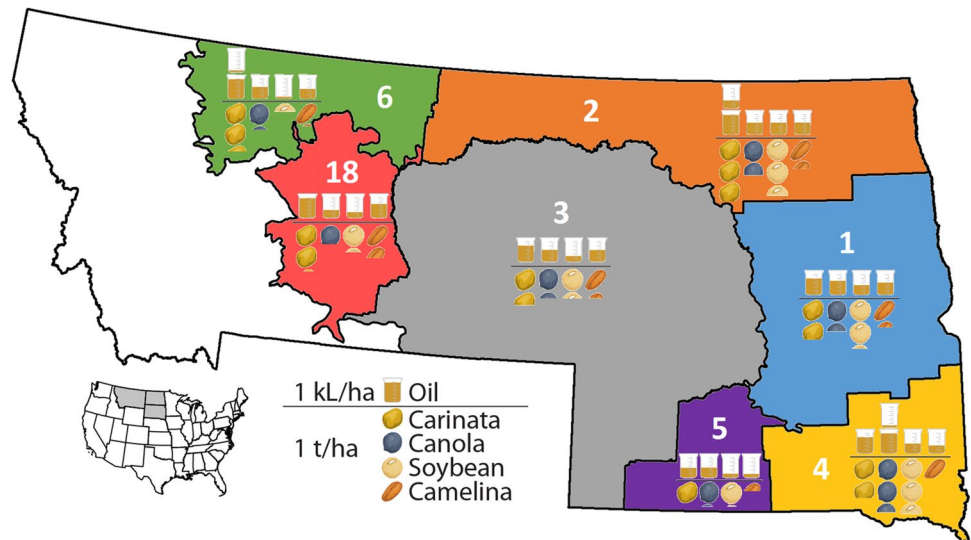 6
2
18
3
1
5
4
1 kL/ha Oil
Carinata
1 t/ha Canola
Soybean
Camelina